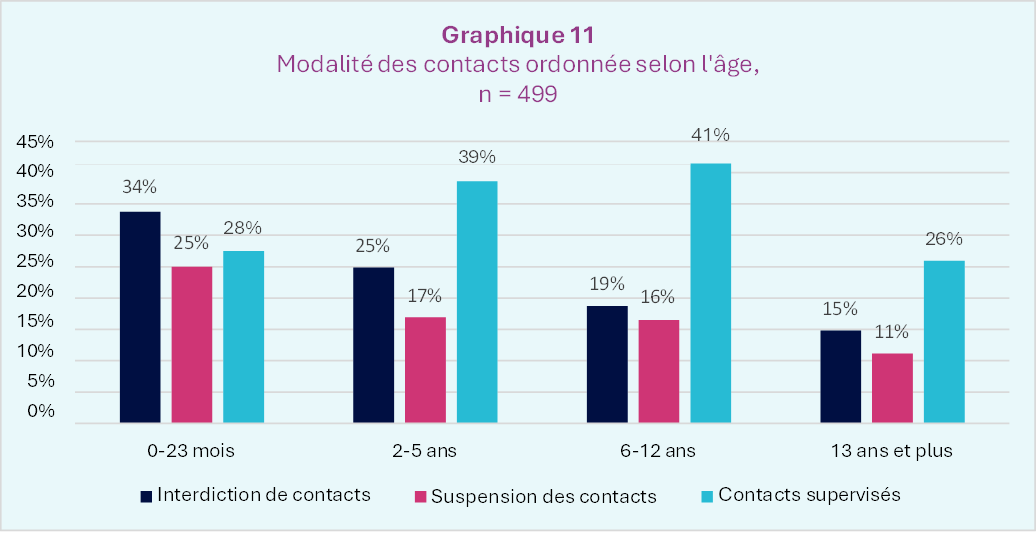 Graphique 11
Modalité des contacts ordonnée selon l'âge,
n = 499
45%
40%
35%
30%
25%
20%
15%
10%
5%
0%
34%
25%
28%
25%
17%
39%
19%
16%
41%
15%
11%
26%
0-23 mois
2-5 ans
6-12 ans
13 ans et plus
Interdiction de contacts
Suspension des contacts
Contacts supervisés